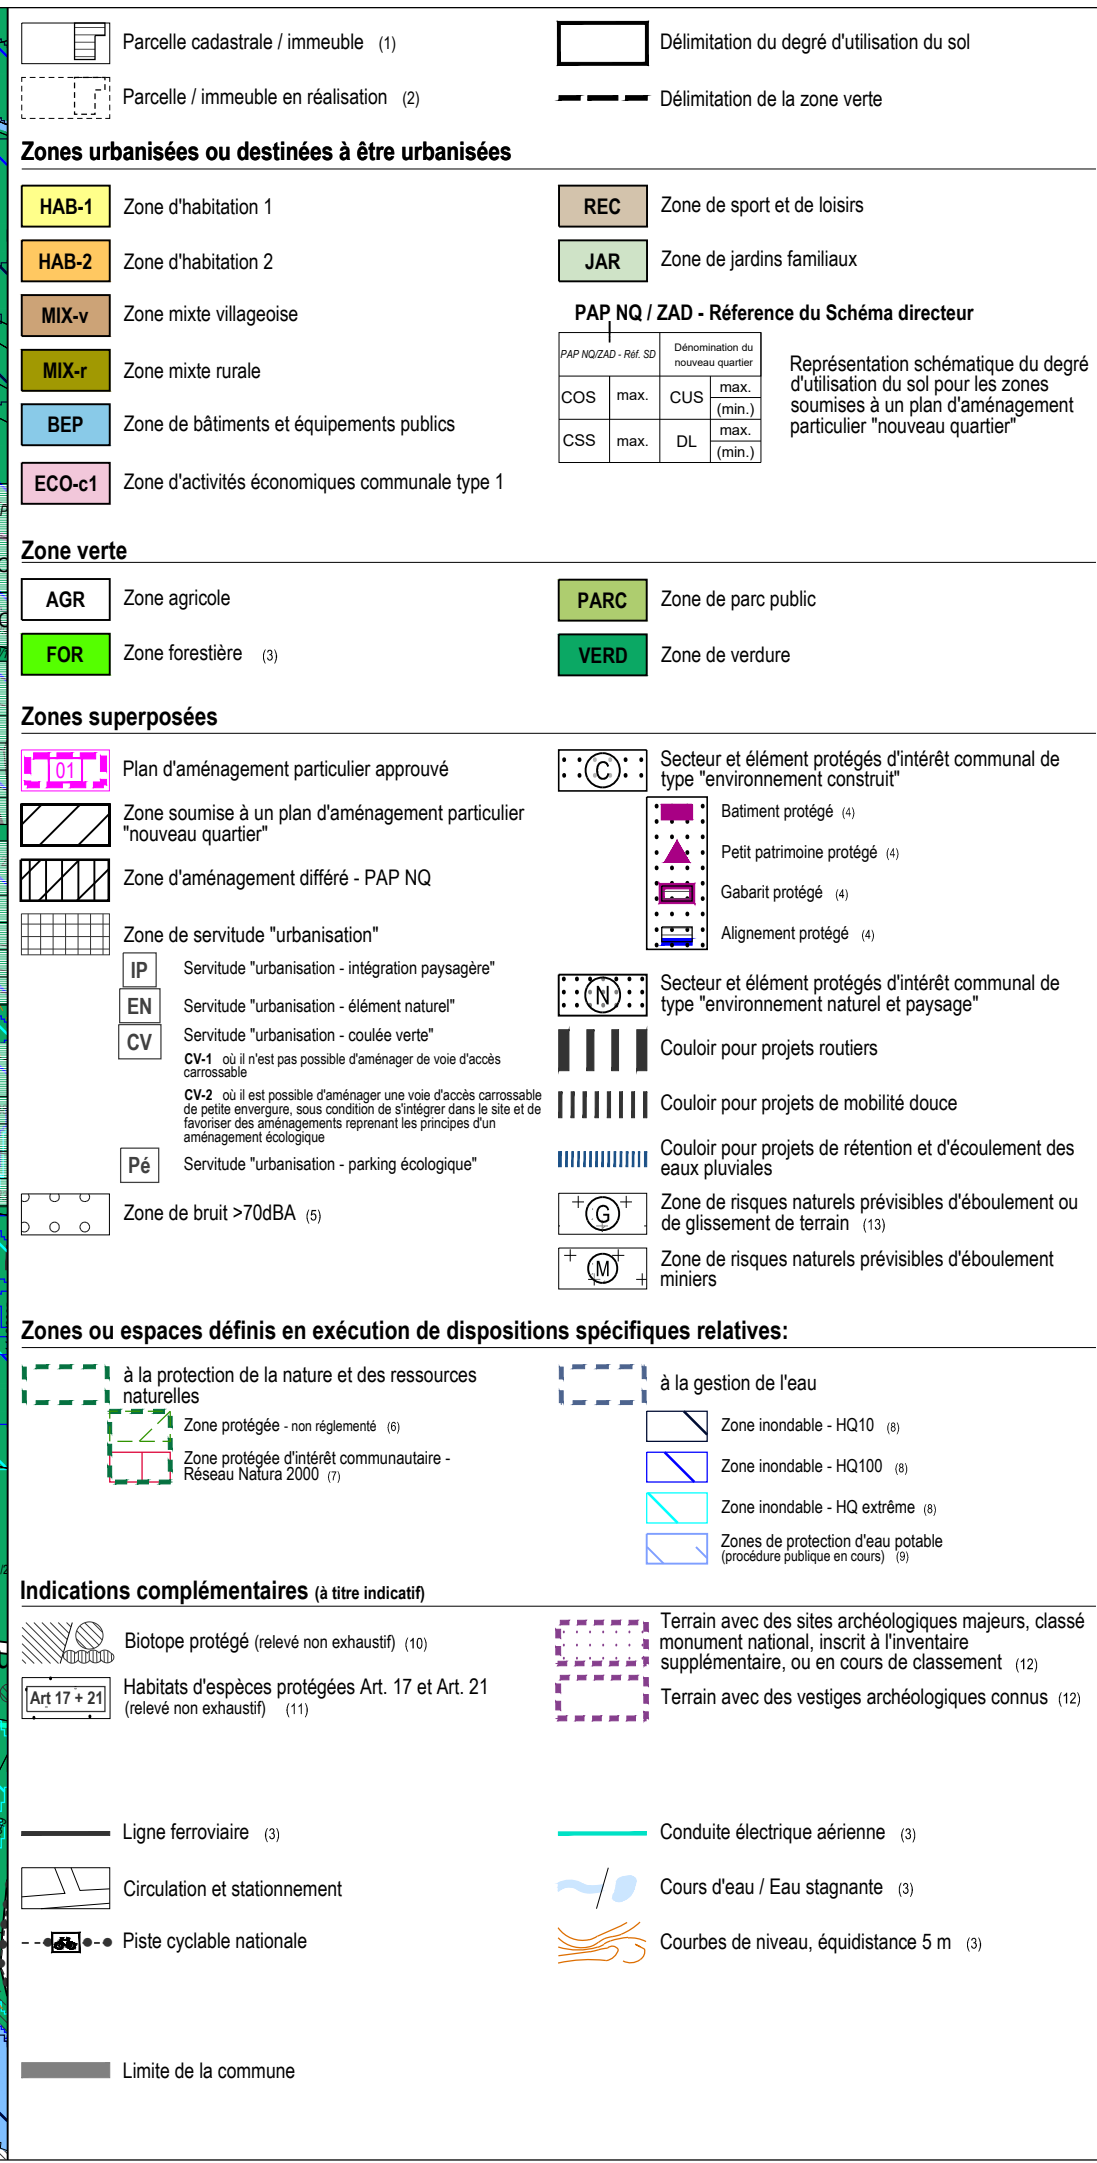 Parcelle cadastrale / immeuble (1)
Parcelle / immeuble en réalisation (2)
Délimitation du degré d'utilisation du sol
Délimitation de la zone verte
Zones urbanisées ou destinées à être urbanisées
HAB-1 Zone d'habitation 1
HAB-2 Zone d'habitation 2
MIX-v Zone mixte villageoise
MIX-r Zone mixte rurale
BEP Zone de bâtiments et équipements publics
ECO-c1 Zone d'activités économiques communale type 1
REC Zone de sport et de loisirs
JAR Zone de jardins familiaux
PAP NQ / ZAD - Réference du Schéma directeur
PAP NQ/ZAD - Réf. SD
Dénomination du
nouveau quartier
COS max. CUS max.
(min.)
CSS max. DL max.
(min.)
Représentation schématique du degré
d'utilisation du sol pour les zones
soumises à un plan d'aménagement
particulier "nouveau quartier"
Zone verte
AGR Zone agricole
FOR Zone forestière (3)
PARC Zone de parc public
VERD Zone de verdure
Zones superposées
01 Plan d'aménagement particulier approuvé
Zone soumise à un plan d'aménagement particulier
"nouveau quartier"
Zone d'aménagement différé - PAP NQ
Zone de servitude "urbanisation"
IP Servitude "urbanisation - intégration paysagère"
EN Servitude "urbanisation - élément naturel"
CV Servitude "urbanisation - coulée verte"
CV-1 où il n'est pas possible d'aménager de voie d'accès
carrossable
CV-2 où il est possible d'aménager une voie d'accès carrossable
de petite envergure, sous condition de s'intégrer dans le site et de
favoriser des aménagements reprenant les principes d'un
aménagement écologique
Pé Servitude "urbanisation - parking écologique"
Zone de bruit >70dBA (5)
C Secteur et élément protégés d'intérêt communal de
type "environnement construit"
Batiment protégé (4)
Petit patrimoine protégé (4)
Gabarit protégé (4)
Alignement protégé (4)
N Secteur et élément protégés d'intérêt communal de
type "environnement naturel et paysage"
Couloir pour projets routiers
Couloir pour projets de mobilité douce
Couloir pour projets de rétention et d'écoulement des
eaux pluviales
G Zone de risques naturels prévisibles d'éboulement ou
de glissement de terrain (13)
M Zone de risques naturels prévisibles d'éboulement
miniers
Zones ou espaces définis en exécution de dispositions spécifiques relatives:
à la protection de la nature et des ressources
naturelles
Zone protégée - non réglementé (6)
Zone protégée d'intérêt communautaire -
Réseau Natura 2000 (7)
à la gestion de l'eau
Zone inondable - HQ10 (8)
Zone inondable - HQ100 (8)
Zone inondable - HQ extrême (8)
Zones de protection d'eau potable
(procédure publique en cours) (9)
Indications complémentaires (à titre indicatif)
Biotope protégé (relevé non exhaustif) (10)
Art 17 + 21 Habitats d'espèces protégées Art. 17 et Art. 21
(relevé non exhaustif) (11)
Terrain avec des sites archéologiques majeurs, classé
monument national, inscrit à l'inventaire
supplémentaire, ou en cours de classement (12)
Terrain avec des vestiges archéologiques connus (12)
Ligne ferroviaire (3)
Circulation et stationnement
Piste cyclable nationale
Conduite électrique aérienne (3)
Cours d'eau / Eau stagnante (3)
Courbes de niveau, équidistance 5 m (3)
Limite de la commune